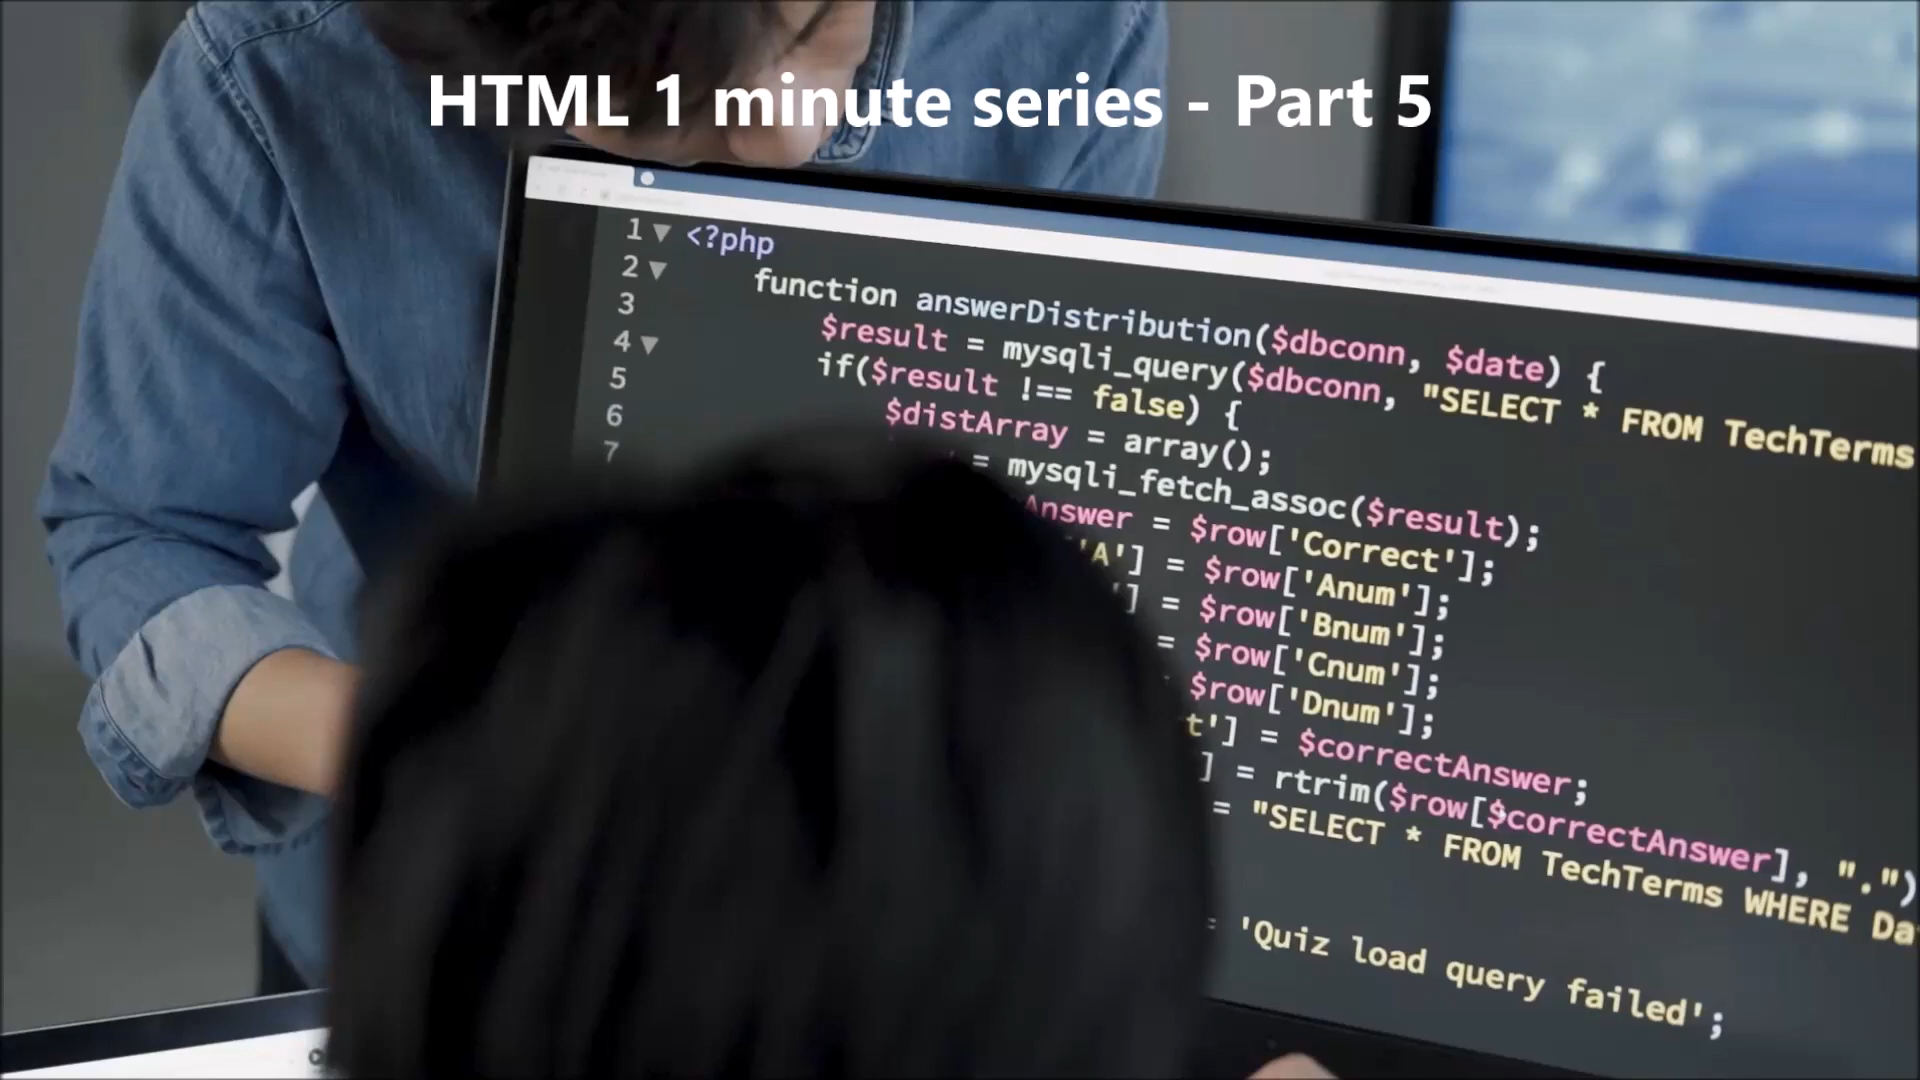 HTML 1 minute series - Part 5
1 <?php
2 function answerDistribution($dbconn, $date) {
3 $result = mysqli_query($dbconn, "SELECT * FROM TechTerms
4 if($result !== false) {
5 $distArray = array();
6 = mysqli_fetch_assoc($result);
7 Answer = $row['Correct'];
'A'] = $row['Anum'];
'] = $row['Bnum'];
= $row['Cnum'];
$row['Dnum'];
t'] = $correctAnswer;
] = rtrim($row[$correctAnswer], ".")
= "SELECT * FROM TechTerms WHERE Da
= 'Quiz load query failed';